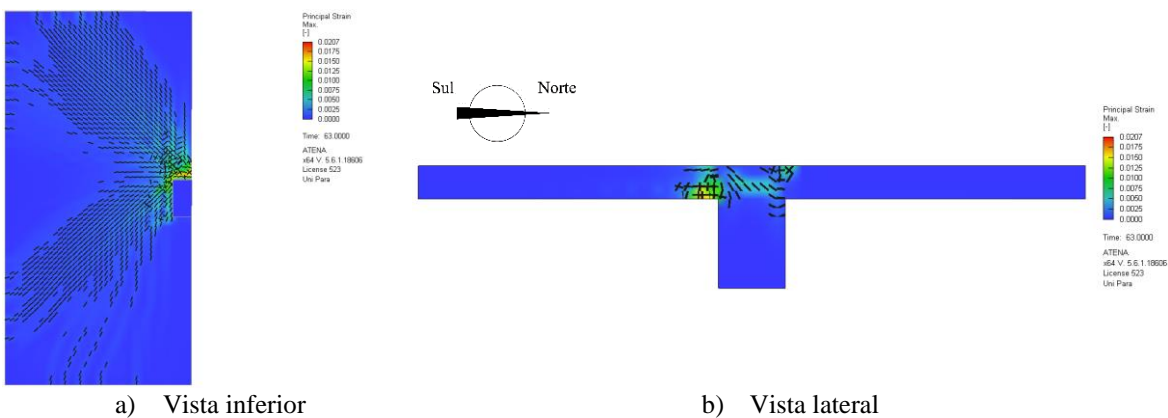 Principal Strain
Max.
[-]
0.0207
0.0175
0.0150
0.0125
0.0100
0.0075
0.0050
0.0025
0.0000
Time: 63.0000
ATENA
x64 V. 5.6.1.18606
License 523
Uni Para
Sul
Norte
Principal Strain
Max.
[-]
0.0207
0.0175
0.0150
0.0125
0.0100
0.0075
0.0050
0.0025
0.0000
Time: 63.0000
ATENA
x64 V. 5.6.1.18606
License 523
Uni Para
a) Vista inferior
b) Vista lateral